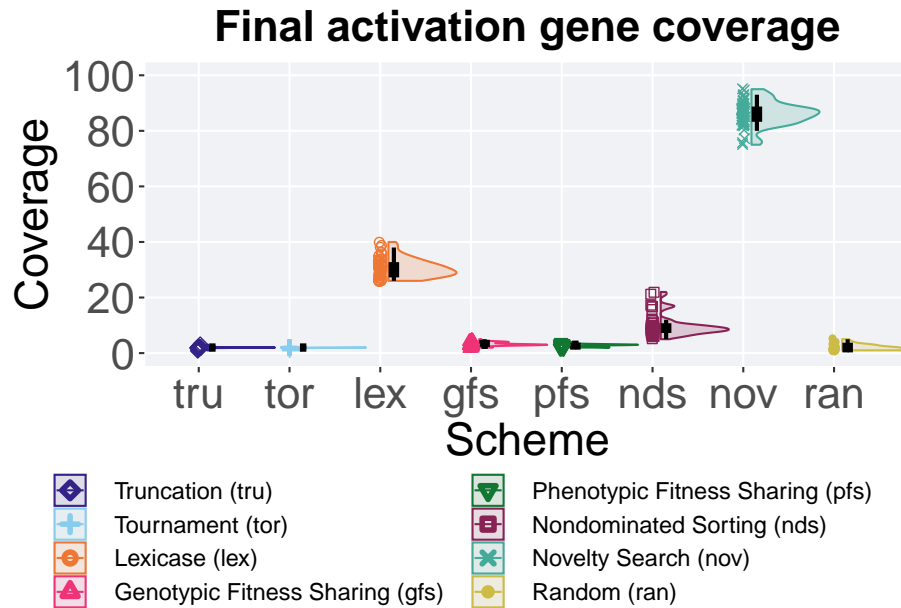 Final activation gene coverage
Coverage
100
80
60
40
20
0
tru tor lex gfs pfs nds nov ran
Scheme
Truncation (tru)
Tournament (tor)
Lexicase (lex)
Genotypic Fitness Sharing (gfs)
Phenotypic Fitness Sharing (pfs)
Nondominated Sorting (nds)
Novelty Search (nov)
Random (ran)